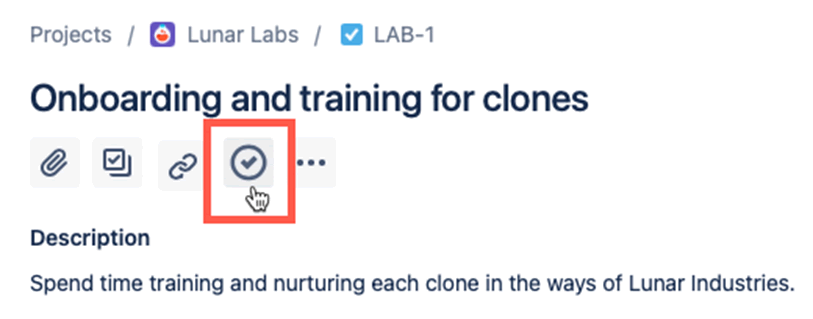 Projects / Lunar Labs / LAB-1
Onboarding and training for clones
Description
Spend time training and nurturing each clone in the ways of Lunar Industries.